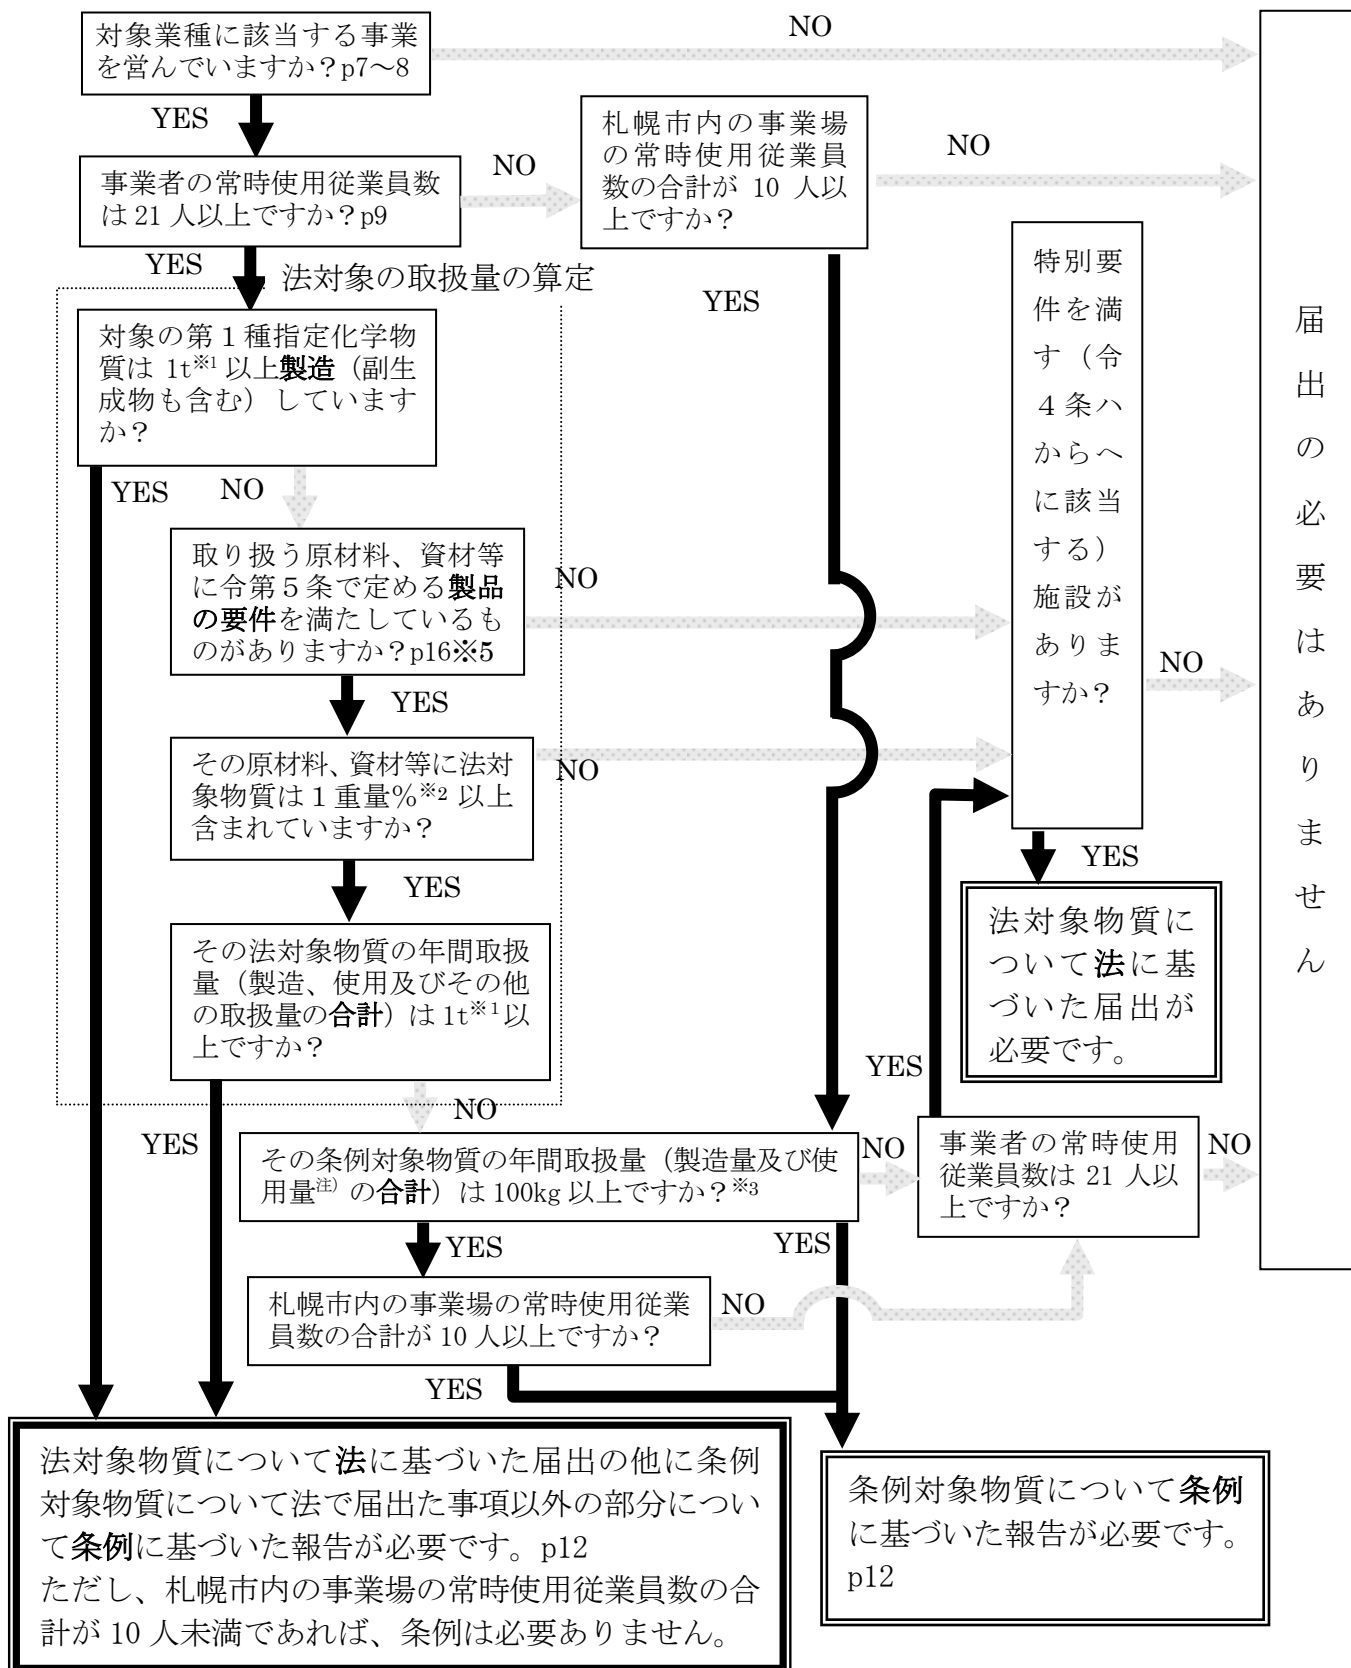 対象業種に該当する事業
を営んでいますか？p7～8
NO
YES
事業者の常時使用従業員数
は 21 人以上ですか？p9
NO
札幌市内の事業場
の常時使用従業員
数の合計が 10 人以
上ですか？
NO
YES
YES
法対象の取扱量の算定
対象の第１種指定化学物
質は 1t※1 以上製造（副生
成物も含む）しています
か？
YES
NO
取り扱う原材料、資材等
に令第５条で定める製品
の要件を満たしているも
のがありますか？p16※5
NO
YES
その原材料、資材等に法対
象物質は１重量％※2 以上
含まれていますか？
NO
YES
その法対象物質の年間取扱
量（製造、使用及びその他
の取扱量の合計）は 1t※1 以
上ですか？
YES
NO
特別要
件を満
す（令
４条ハ
からヘ
に該当
する）
施設が
ありま
すか？
NO
YES
法対象物質に
ついて法に基
づいた届出が
必要です。
届出の必要はありません
その条例対象物質の年間取扱量（製造量及び使
用量注）の合計）は 100kg 以上ですか？※3
NO
YES
事業者の常時使用
従業員数は 21 人以
上ですか？
NO
YES
YES
札幌市内の事業場の常時使用従業
員数の合計が 10 人以上ですか？
NO
YES
法対象物質について法に基づいた届出の他に条例
対象物質について法で届出た事項以外の部分につい
て条例に基づいた報告が必要です。p12
ただし、札幌市内の事業場の常時使用従業員数の合
計が 10 人未満であれば、条例は必要ありません。
条例対象物質について条例
に基づいた報告が必要です。
p12